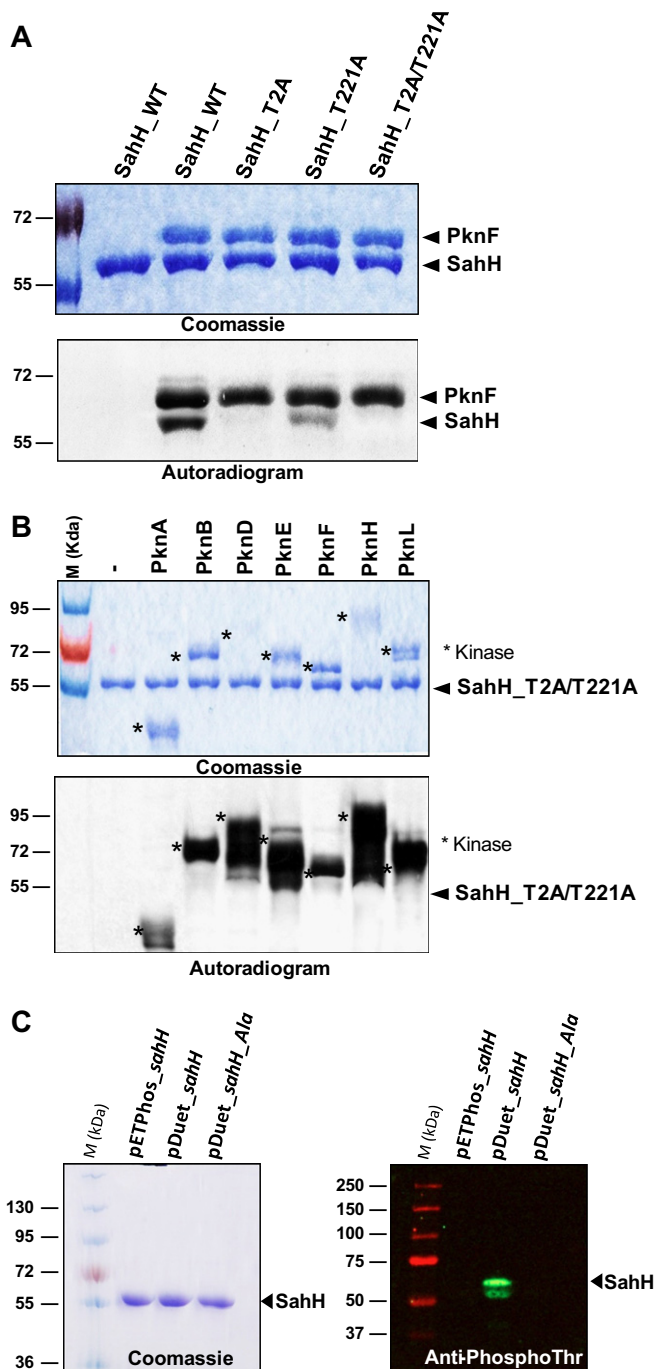 A
SahH_WT
SahH_WT
SahH_T2A
SahH_T221A
SahH_T2A/T221A
72
55
PknF
SahH
Coomassie
72
55
PknF
SahH
Autoradiogram
B
M (Kda)
-
PknA
PknB
PknD
PknE
PknF
PknH
PknL
95
72
55
* * * * * * *
* Kinase
SahH_T2A/T221A
Coomassie
95
72
55
* * * * * * *
* Kinase
SahH_T2A/T221A
Autoradiogram
C
M (kDa)
pETPhos_sahH
pDuet_sahH
pDuet_sahH_Ala
130
95
72
55
36
SahH
Coomassie
M (kDa)
pETPhos_sahH
pDuet_sahH
pDuet_sahH_Ala
250
150
100
75
50
37
SahH
Anti-PhosphoThr